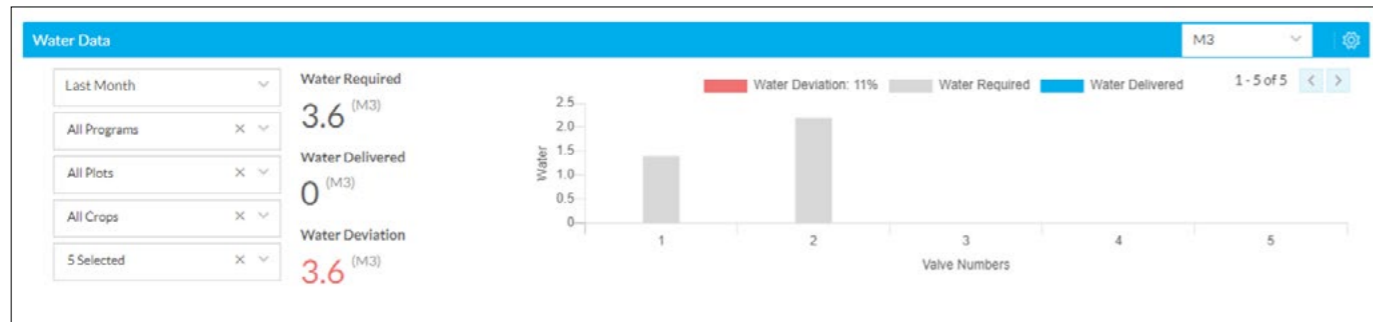 Water Data
M3
Last Month
All Programs
All Plots
All Crops
5 Selected
Water Required
3.6 (M3)
Water Delivered
0 (M3)
Water Deviation
3.6 (M3)
Water Deviation: 11% Water Required Water Delivered
1 - 5 of 5
Water
2.5
2.0
1.5
1.0
0.5
0
1 2 3 4 5
Valve Numbers